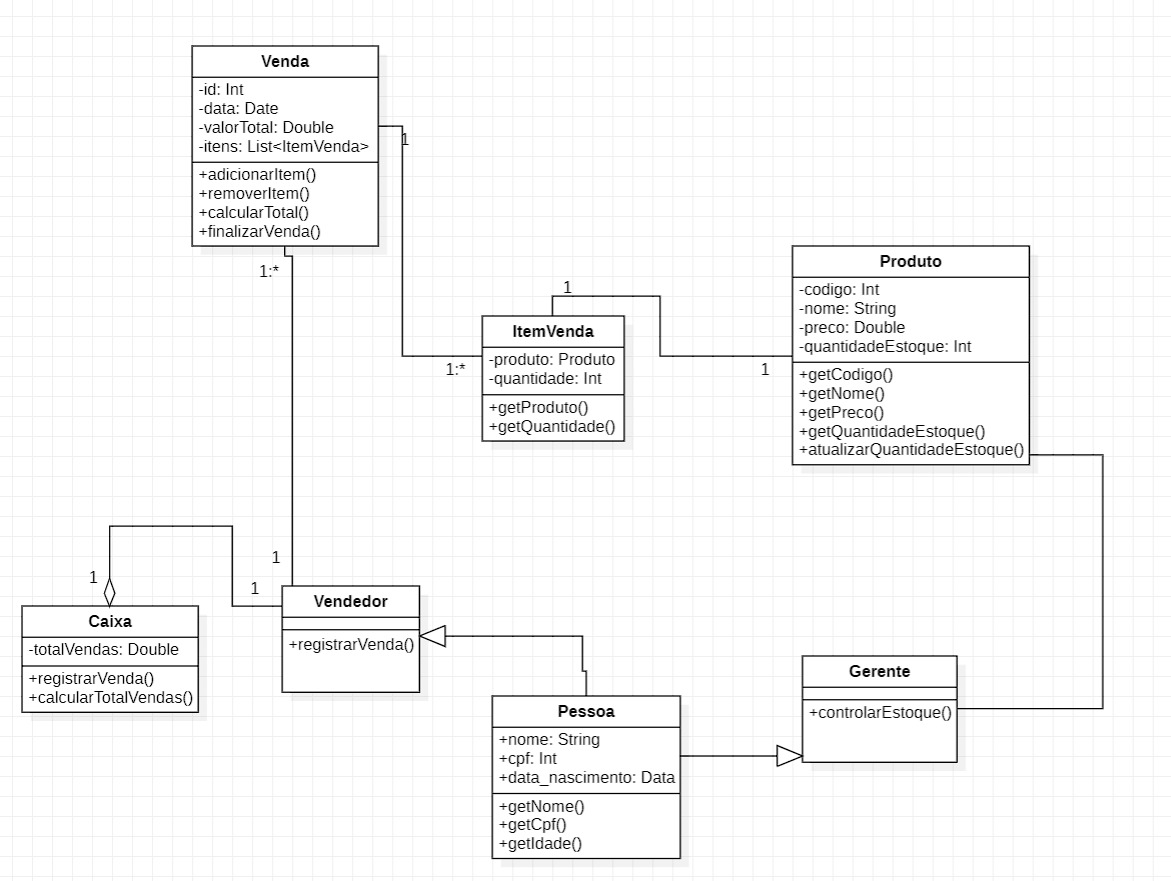 Venda
-id: Int
-data: Date
-valorTotal: Double
-itens: List<ItemVenda>
+adicionarItem()
+removerItem()
+calcularTotal()
+finalizarVenda()
1
1:*
1:*
1
ItemVenda
-produto: Produto
-quantidade: Int
+getProduto()
+getQuantidade()
1
Produto
-codigo: Int
-nome: String
-preco: Double
-quantidadeEstoque: Int
+getCodigo()
+getNome()
+getPreco()
+getQuantidadeEstoque()
+atualizarQuantidadeEstoque()
1
1
1
Caixa
-totalVendas: Double
+registrarVenda()
+calcularTotalVendas()
Vendedor
+registrarVenda()
Pessoa
+nome: String
+cpf: Int
+data_nascimento: Data
+getNome()
+getCpf()
+getIdade()
Gerente
+controlarEstoque()